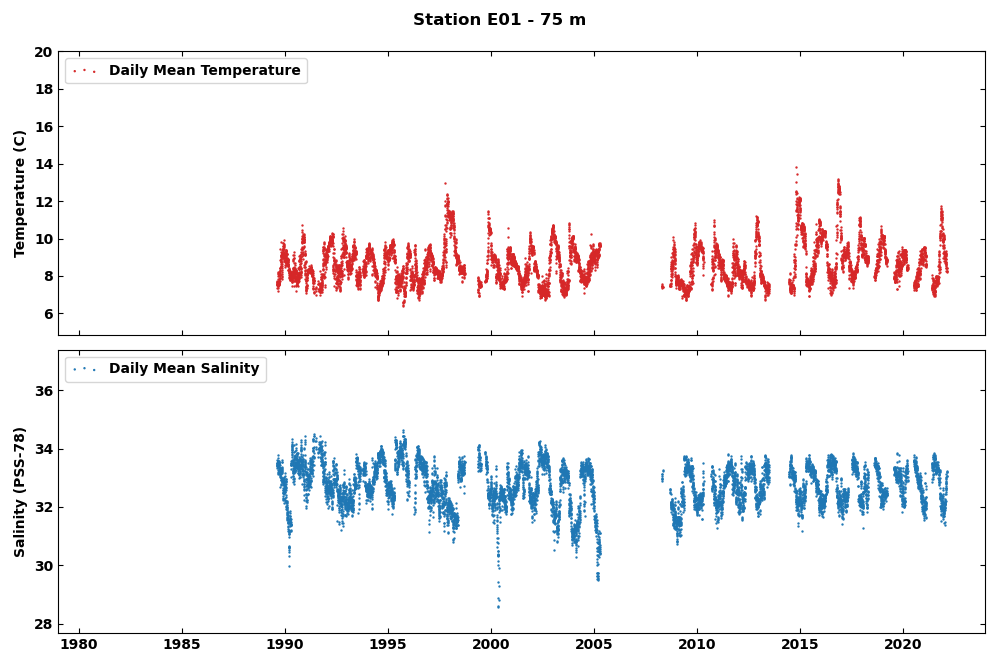 Station E01 - 75 m
20
18
16
14
12
10
8
6
Temperature (C)
Daily Mean Temperature
36
34
32
30
28
Salinity (PSS-78)
Daily Mean Salinity
1980 1985 1990 1995 2000 2005 2010 2015 2020